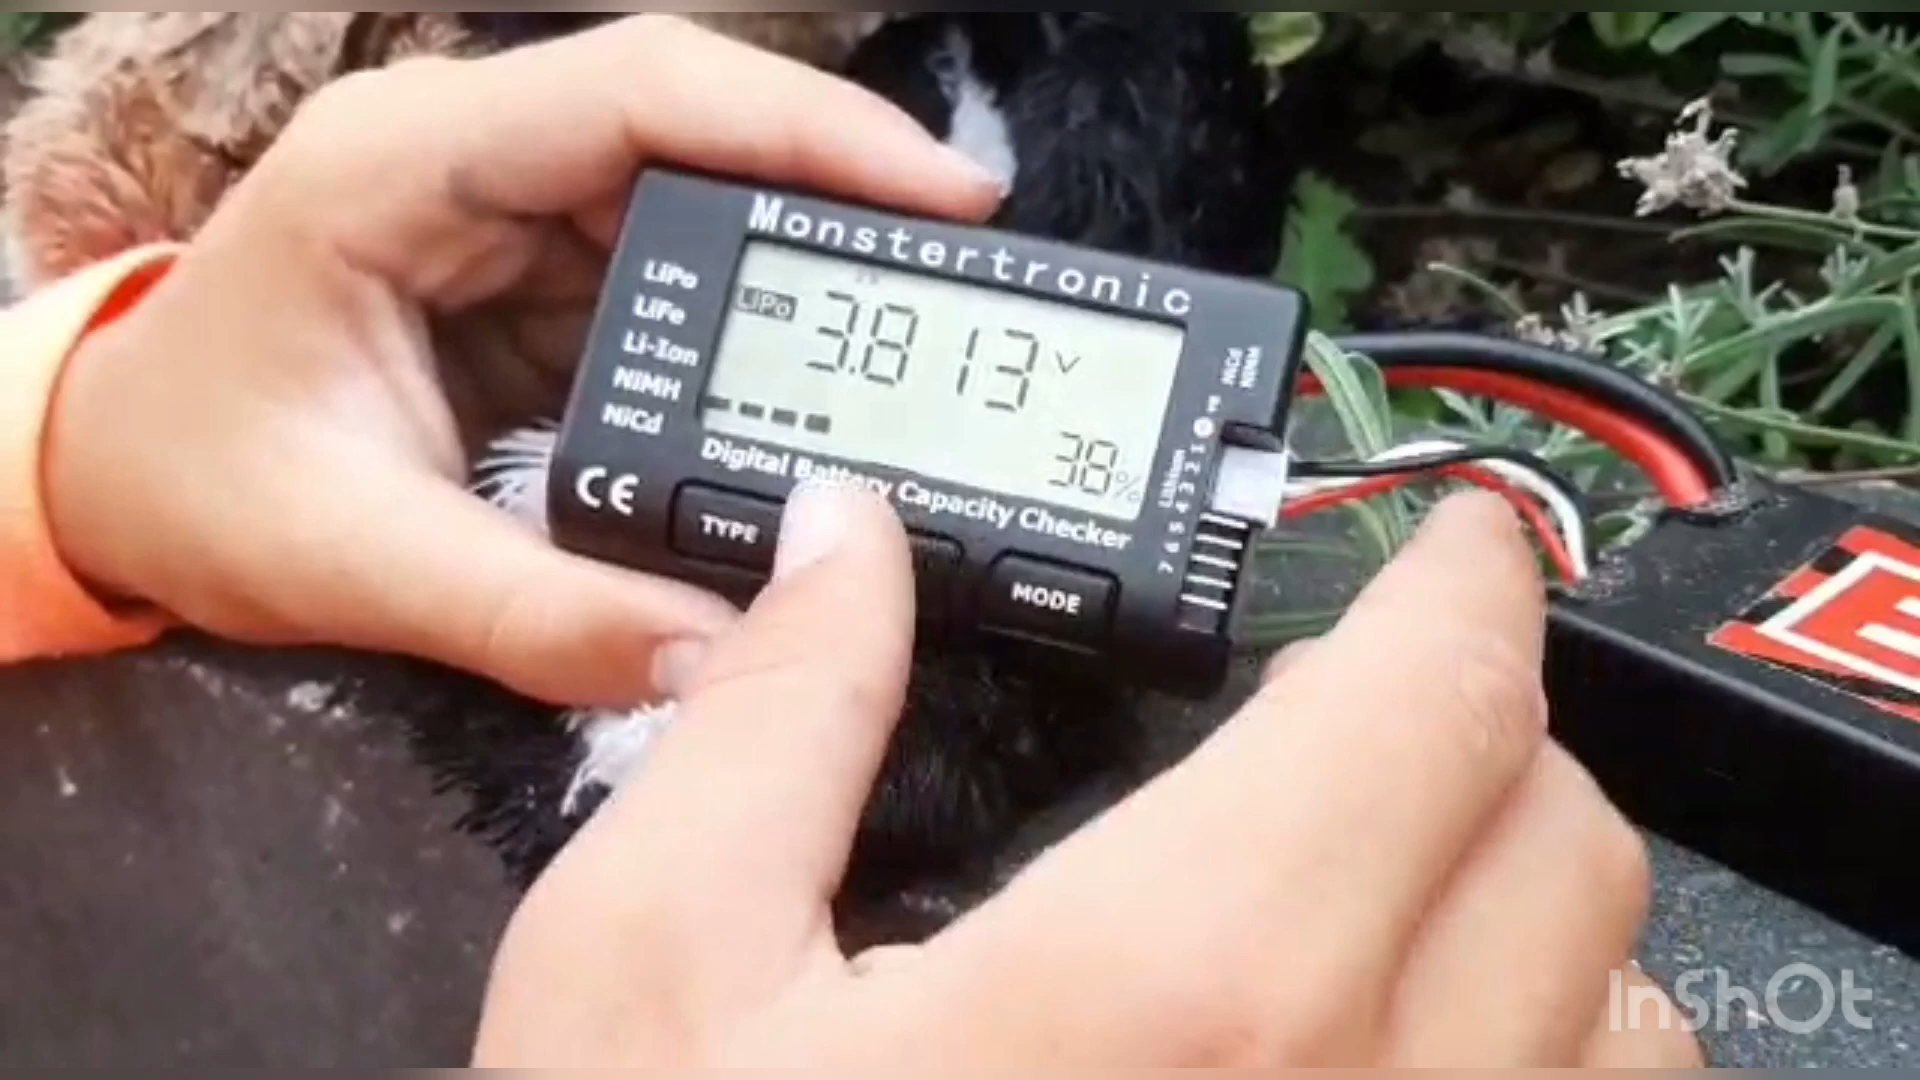 Monstertronic
LiPo
LiFe
Li-Ion
NiMH
NiCd
LiPo
3.813 V
38%
Digital Battery Capacity Checker
CE
TYPE
MODE
NiCd
NiMH
Lithium
7 6 5 4 3 2 1
E
InShOt